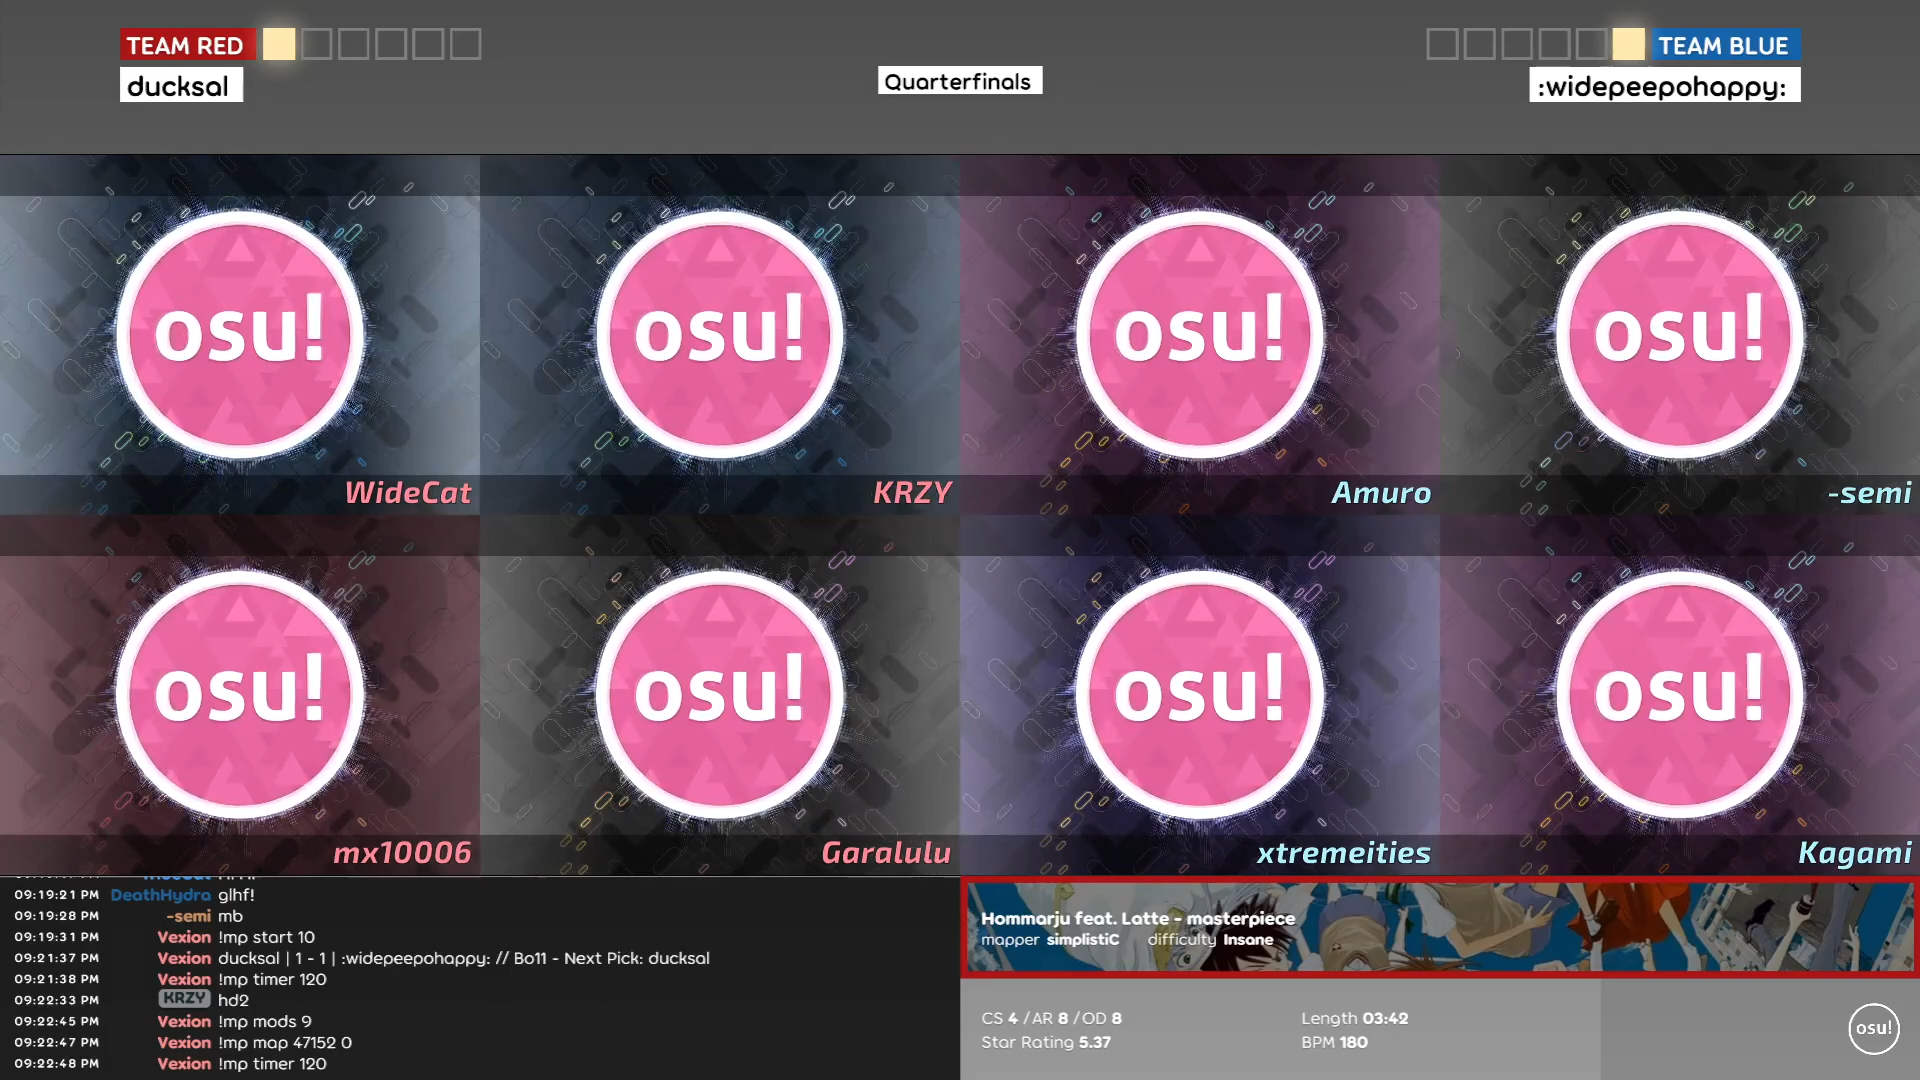 TEAM RED
ducksal
Quarterfinals
TEAM BLUE
:widepeepohappy:
osu!
osu!
osu!
osu!
WideCat
KRZY
Amuro
-semi
osu!
osu!
osu!
osu!
mx10006
Garalulu
xtremeities
Kagami
09:19:21 PM DeathHydra glhf!
09:19:28 PM -semi mb
09:19:31 PM Vexion !mp start 10
09:21:37 PM Vexion ducksal | 1 - 1 | :widepeepohappy: // Bo11 - Next Pick: ducksal
09:21:38 PM Vexion !mp timer 120
09:22:33 PM KRZY hd2
09:22:45 PM Vexion !mp mods 9
09:22:47 PM Vexion !mp map 47152 0
09:22:48 PM Vexion !mp timer 120
Hommarju feat. Latte - masterpiece
mapper simplistiC difficulty Insane
CS 4 / AR 8 / OD 8
Star Rating 5.37
Length 03:42
BPM 180
osu!